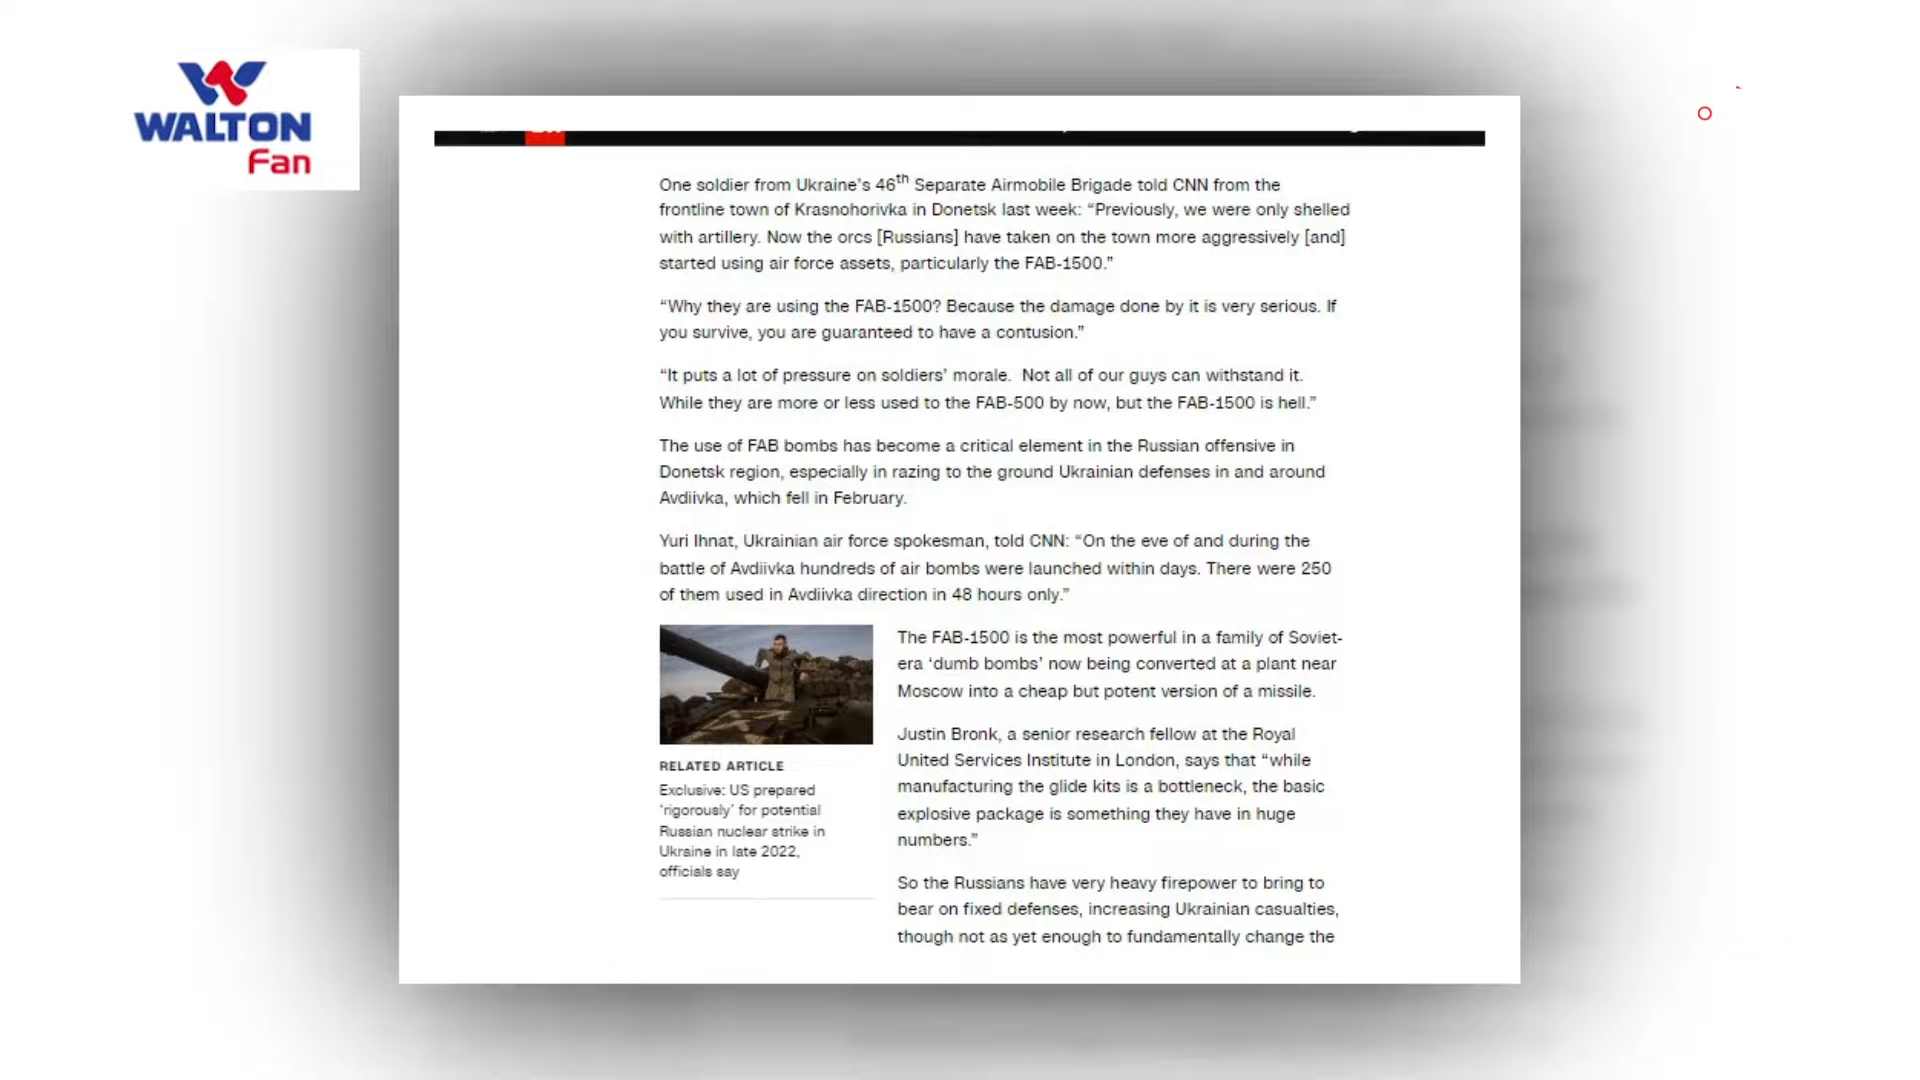 WALTON
Fan
One soldier from Ukraine’s 46th Separate Airmobile Brigade told CNN from the
frontline town of Krasnohorivka in Donetsk last week: “Previously, we were only shelled
with artillery. Now the orcs [Russians] have taken on the town more aggressively [and]
started using air force assets, particularly the FAB-1500.”
“Why they are using the FAB-1500? Because the damage done by it is very serious. If
you survive, you are guaranteed to have a contusion.”
“It puts a lot of pressure on soldiers’ morale.  Not all of our guys can withstand it.
While they are more or less used to the FAB-500 by now, but the FAB-1500 is hell.”
The use of FAB bombs has become a critical element in the Russian offensive in
Donetsk region, especially in razing to the ground Ukrainian defenses in and around
Avdiivka, which fell in February.
Yuri Ihnat, Ukrainian air force spokesman, told CNN: “On the eve of and during the
battle of Avdiivka hundreds of air bombs were launched within days. There were 250
of them used in Avdiivka direction in 48 hours only.”
RELATED ARTICLE
Exclusive: US prepared
‘rigorously’ for potential
Russian nuclear strike in
Ukraine in late 2022,
officials say
The FAB-1500 is the most powerful in a family of Soviet-
era ‘dumb bombs’ now being converted at a plant near
Moscow into a cheap but potent version of a missile.
Justin Bronk, a senior research fellow at the Royal
United Services Institute in London, says that “while
manufacturing the glide kits is a bottleneck, the basic
explosive package is something they have in huge
numbers.”
So the Russians have very heavy firepower to bring to
bear on fixed defenses, increasing Ukrainian casualties,
though not as yet enough to fundamentally change the